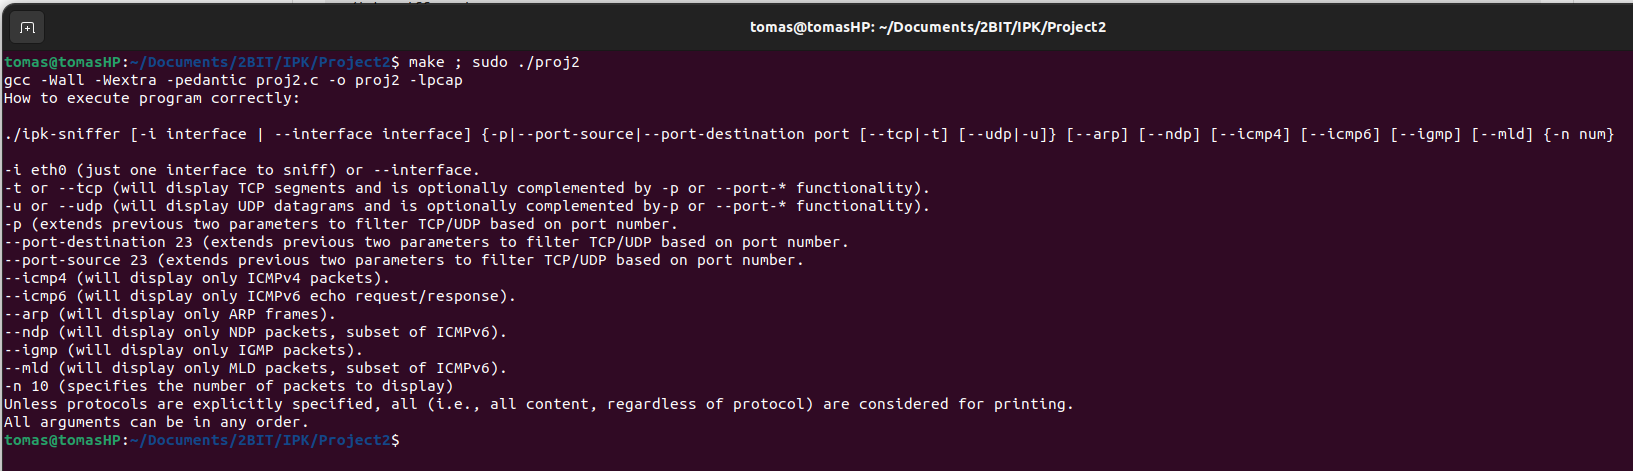 tomas@tomasHP: ~/Documents/2BIT/IPK/Project2
tomas@tomasHP:~/Documents/2BIT/IPK/Project2$ make ; sudo ./proj2
gcc -Wall -Wextra -pedantic proj2.c -o proj2 -lpcap
How to execute program correctly:
./ipk-sniffer [-i interface | --interface interface] {-p|--port-source|--port-destination port [--tcp|-t] [--udp|-u]} [--arp] [--ndp] [--icmp4] [--icmp6] [--igmp] [--mld] {-n num}
-i eth0 (just one interface to sniff) or --interface.
-t or --tcp (will display TCP segments and is optionally complemented by -p or --port-* functionality).
-u or --udp (will display UDP datagrams and is optionally complemented by-p or --port-* functionality).
-p (extends previous two parameters to filter TCP/UDP based on port number.
--port-destination 23 (extends previous two parameters to filter TCP/UDP based on port number.
--port-source 23 (extends previous two parameters to filter TCP/UDP based on port number.
--icmp4 (will display only ICMPv4 packets).
--icmp6 (will display only ICMPv6 echo request/response).
--arp (will display only ARP frames).
--ndp (will display only NDP packets, subset of ICMPv6).
--igmp (will display only IGMP packets).
--mld (will display only MLD packets, subset of ICMPv6).
-n 10 (specifies the number of packets to display)
Unless protocols are explicitly specified, all (i.e., all content, regardless of protocol) are considered for printing.
All arguments can be in any order.
tomas@tomasHP:~/Documents/2BIT/IPK/Project2$